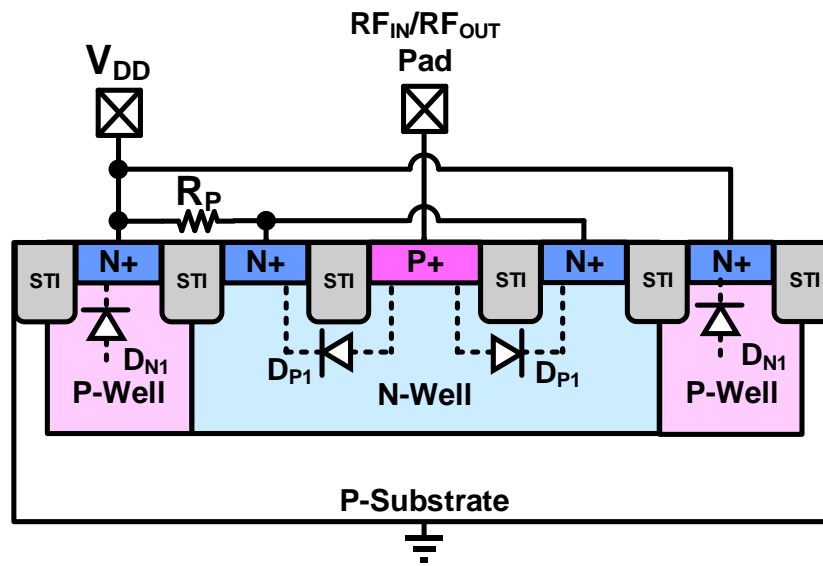 RF_IN/RF_OUT
Pad
V_DD
R_P
STI N+ STI N+ STI P+ STI N+ STI N+ STI
D_N1 D_P1 D_P1 D_N1
P-Well N-Well P-Well
P-Substrate